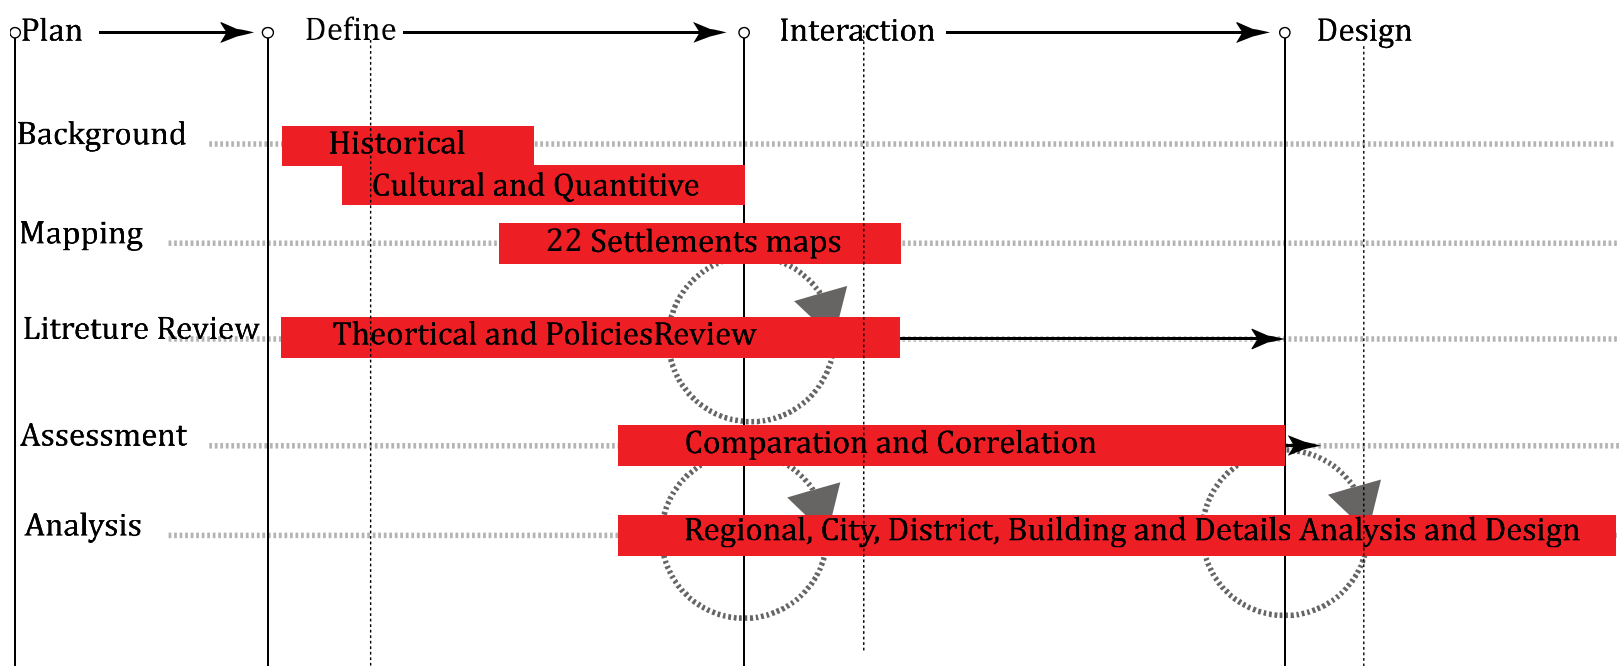 Plan
Define
Interaction
Design
Background
Historical
Cultural and Quantitive
Mapping
22 Settlements maps
Litreture Review
Theortical and PoliciesReview
Assessment
Comparation and Correlation
Analysis
Regional, City, District, Building and Details Analysis and Design